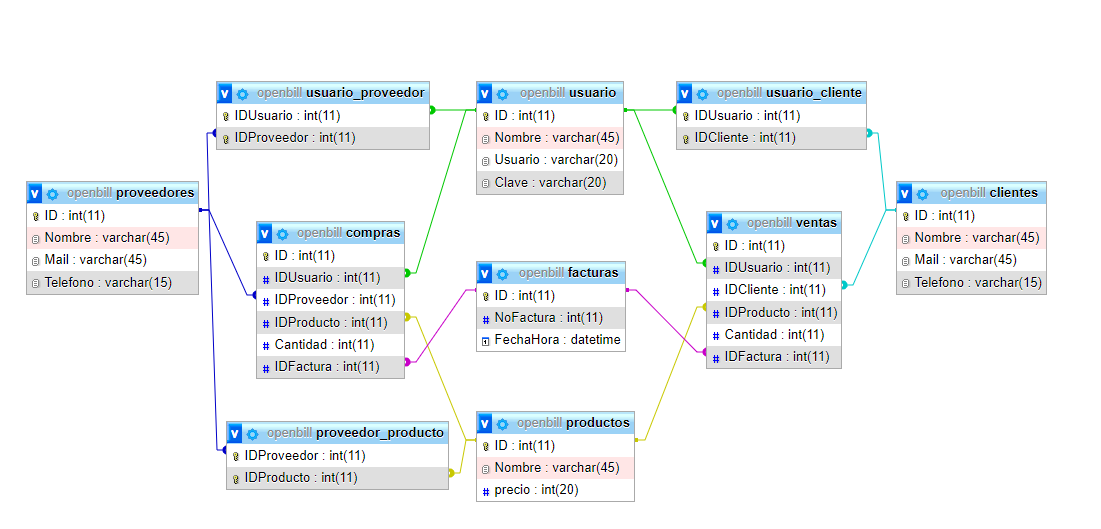 v openbill usuario_proveedor
IDUsuario : int(11)
IDProveedor : int(11)
v openbill usuario
ID : int(11)
Nombre : varchar(45)
Usuario : varchar(20)
Clave : varchar(20)
v openbill usuario_cliente
IDUsuario : int(11)
IDCliente : int(11)
v openbill proveedores
ID : int(11)
Nombre : varchar(45)
Mail : varchar(45)
Telefono : varchar(15)
v openbill compras
ID : int(11)
# IDUsuario : int(11)
# IDProveedor : int(11)
# IDProducto : int(11)
# Cantidad : int(11)
# IDFactura : int(11)
v openbill facturas
ID : int(11)
# NoFactura : int(11)
FechaHora : datetime
v openbill ventas
ID : int(11)
# IDUsuario : int(11)
# IDCliente : int(11)
# IDProducto : int(11)
# Cantidad : int(11)
# IDFactura : int(11)
v openbill clientes
ID : int(11)
Nombre : varchar(45)
Mail : varchar(45)
Telefono : varchar(15)
v openbill proveedor_producto
IDProveedor : int(11)
IDProducto : int(11)
v openbill productos
ID : int(11)
Nombre : varchar(45)
# precio : int(20)